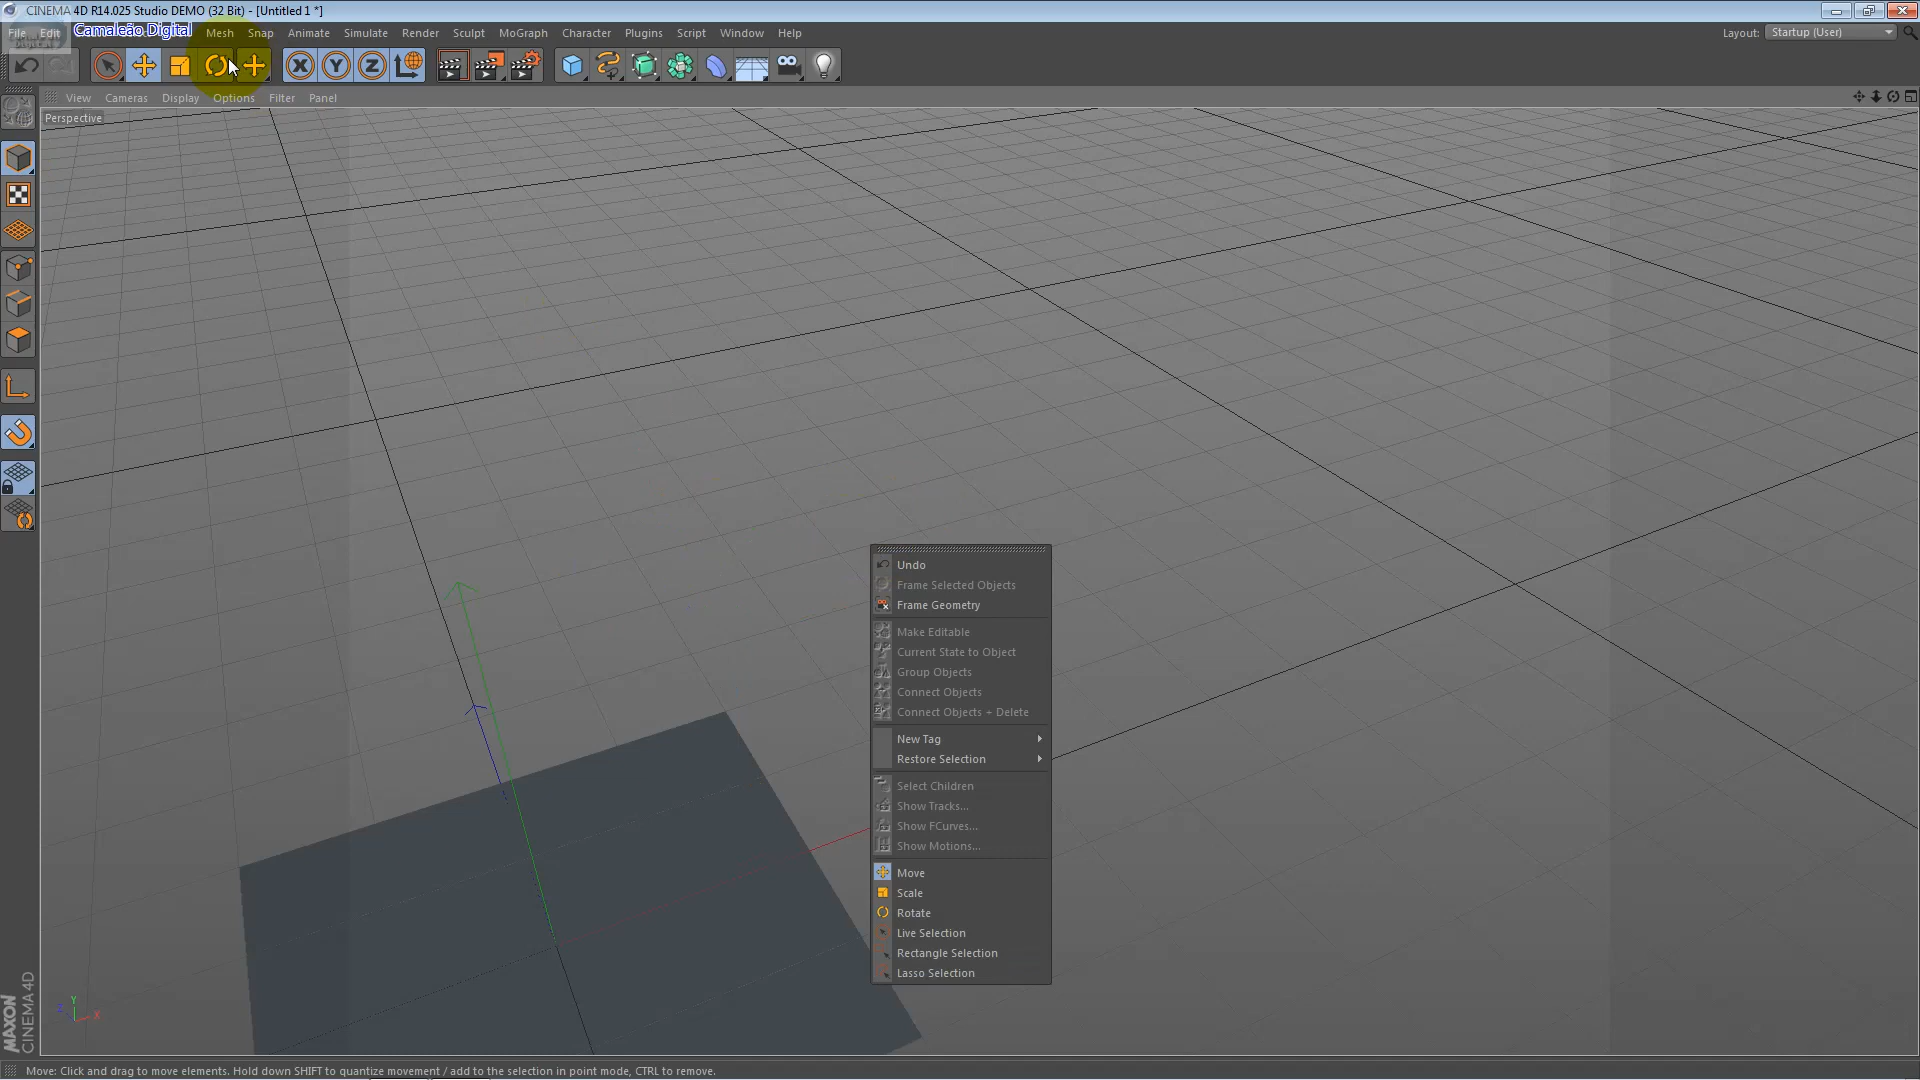 CINEMA 4D R14.025 Studio DEMO (32 Bit) - [Untitled 1 *]
File Edit Camaleão Digital Mesh Snap Animate Simulate Render Sculpt MoGraph Character Plugins Script Window Help Layout: Startup (User)
X Y Z
View Cameras Display Options Filter Panel
Perspective
Undo
Frame Selected Objects
Frame Geometry
Make Editable
Current State to Object
Group Objects
Connect Objects
Connect Objects + Delete
New Tag
Restore Selection
Select Children
Show Tracks...
Show FCurves...
Show Motions...
Move
Scale
Rotate
Live Selection
Rectangle Selection
Lasso Selection
Y
Z X
MAXON
CINEMA 4D
Move: Click and drag to move elements. Hold down SHIFT to quantize movement / add to the selection in point mode, CTRL to remove.